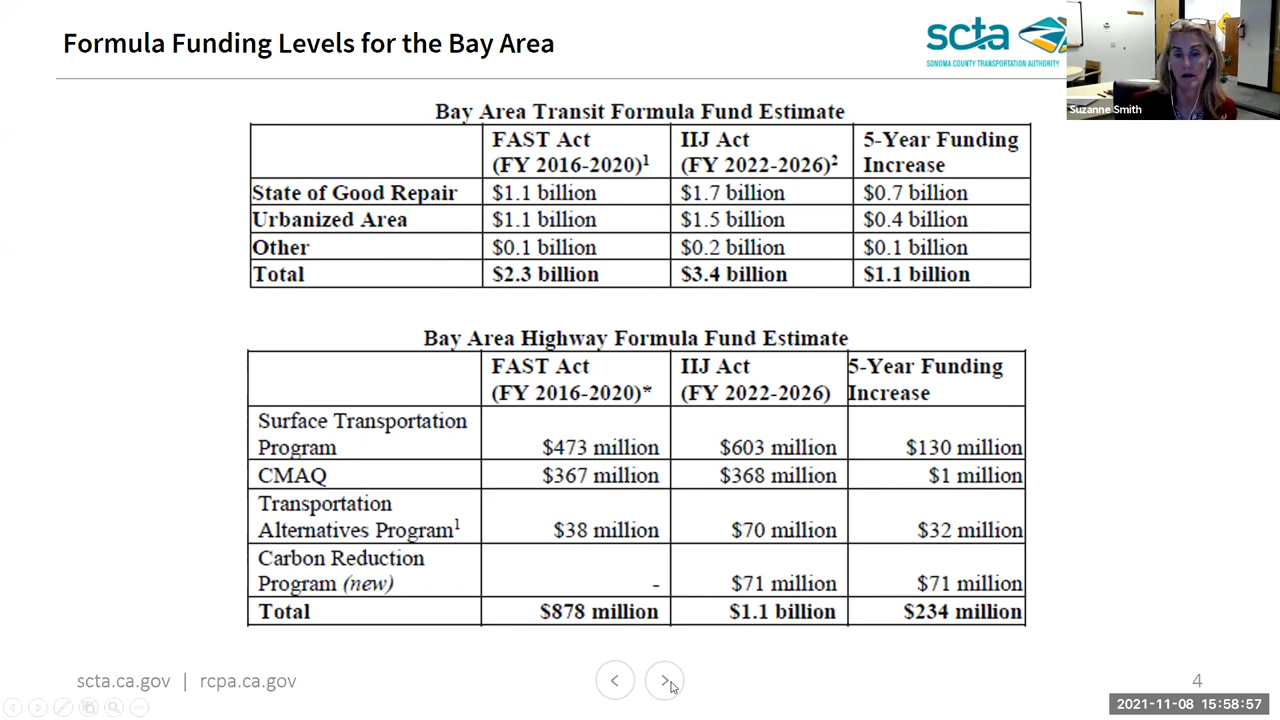 Formula Funding Levels for the Bay Area
scta
SONOMA COUNTY TRANSPORTATION AUTHORITY
Suzanne Smith
Bay Area Transit Formula Fund Estimate
FAST Act (FY 2016-2020)¹ IIJ Act (FY 2022-2026)² 5-Year Funding Increase
State of Good Repair $1.1 billion $1.7 billion $0.7 billion
Urbanized Area $1.1 billion $1.5 billion $0.4 billion
Other $0.1 billion $0.2 billion $0.1 billion
Total $2.3 billion $3.4 billion $1.1 billion
Bay Area Highway Formula Fund Estimate
FAST Act (FY 2016-2020)* IIJ Act (FY 2022-2026) 5-Year Funding Increase
Surface Transportation Program $473 million $603 million $130 million
CMAQ $367 million $368 million $1 million
Transportation Alternatives Program¹ $38 million $70 million $32 million
Carbon Reduction Program (new) - $71 million $71 million
Total $878 million $1.1 billion $234 million
scta.ca.gov | rcpa.ca.gov
4
2021-11-08 15:58:57